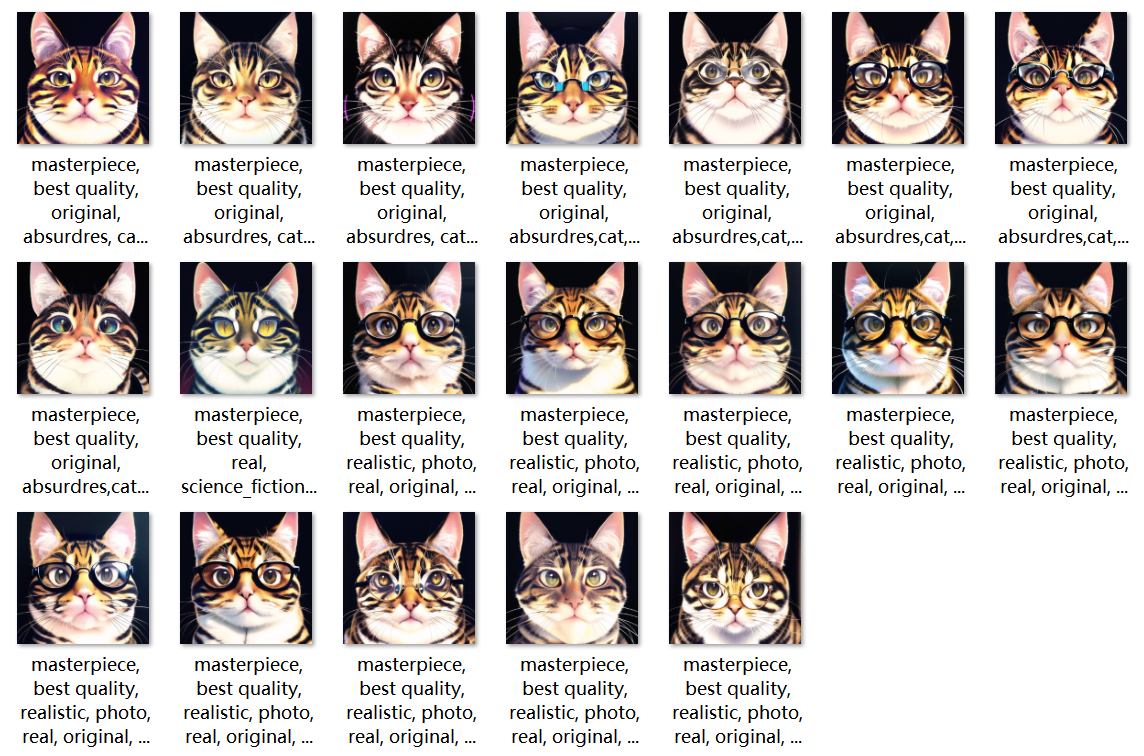 masterpiece,
best quality,
original,
absurdres, ca...
masterpiece,
best quality,
original,
absurdres, cat...
masterpiece,
best quality,
original,
absurdres, cat...
masterpiece,
best quality,
original,
absurdres,cat,...
masterpiece,
best quality,
original,
absurdres,cat,...
masterpiece,
best quality,
original,
absurdres,cat,...
masterpiece,
best quality,
original,
absurdres,cat,...
masterpiece,
best quality,
original,
absurdres,cat...
masterpiece,
best quality,
real,
science_fiction...
masterpiece,
best quality,
realistic, photo,
real, original, ...
masterpiece,
best quality,
realistic, photo,
real, original, ...
masterpiece,
best quality,
realistic, photo,
real, original, ...
masterpiece,
best quality,
realistic, photo,
real, original, ...
masterpiece,
best quality,
realistic, photo,
real, original, ...
masterpiece,
best quality,
realistic, photo,
real, original, ...
masterpiece,
best quality,
realistic, photo,
real, original, ...
masterpiece,
best quality,
realistic, photo,
real, original, ...
masterpiece,
best quality,
realistic, photo,
real, original, ...
masterpiece,
best quality,
realistic, photo,
real, original, ...